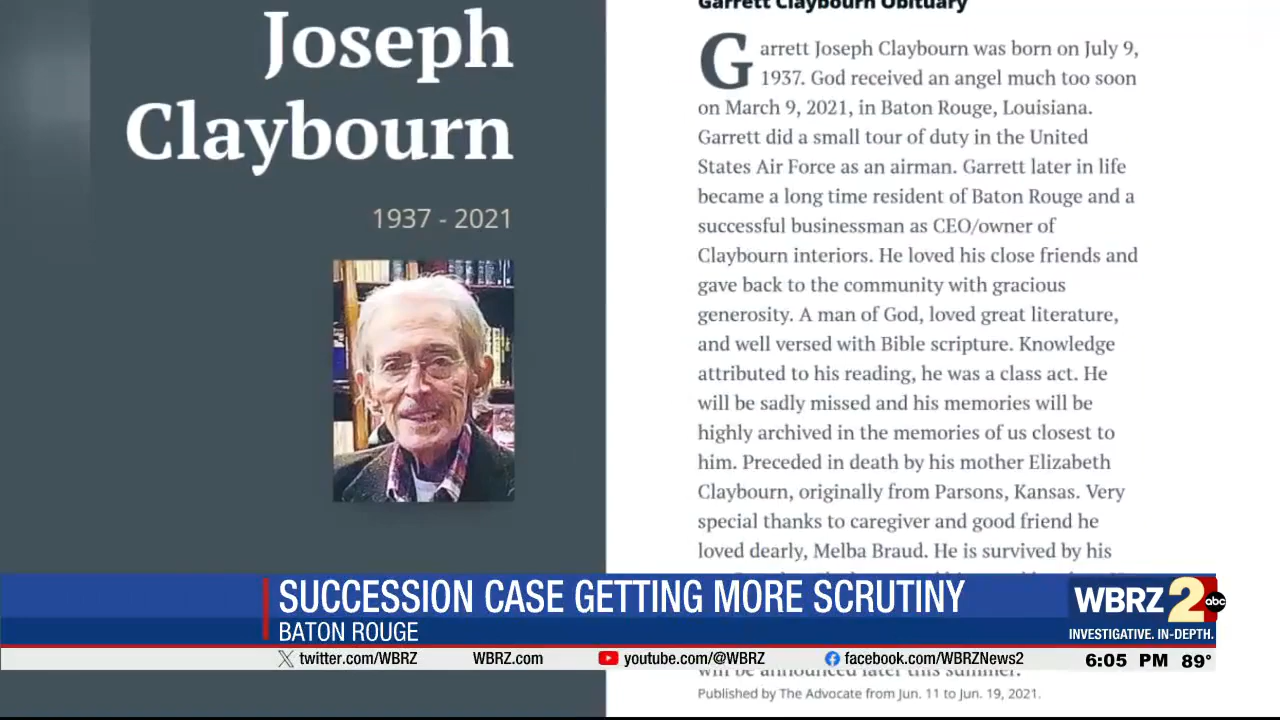 Joseph
Claybourn
1937 - 2021
Garrett Claybourn Obituary
Garrett Joseph Claybourn was born on July 9,
1937. God received an angel much too soon
on March 9, 2021, in Baton Rouge, Louisiana.
Garrett did a small tour of duty in the United
States Air Force as an airman. Garrett later in life
became a long time resident of Baton Rouge and a
successful businessman as CEO/owner of
Claybourn interiors. He loved his close friends and
gave back to the community with gracious
generosity. A man of God, loved great literature,
and well versed with Bible scripture. Knowledge
attributed to his reading, he was a class act. He
will be sadly missed and his memories will be
highly archived in the memories of us closest to
him. Preceded in death by his mother Elizabeth
Claybourn, originally from Parsons, Kansas. Very
special thanks to caregiver and good friend he
loved dearly, Melba Braud. He is survived by his
will be announced later this summer.
Published by The Advocate from Jun. 11 to Jun. 19, 2021.
SUCCESSION CASE GETTING MORE SCRUTINY
BATON ROUGE
WBRZ 2 abc
INVESTIGATIVE. IN-DEPTH.
twitter.com/WBRZ WBRZ.com youtube.com/@WBRZ facebook.com/WBRZNews2 6:05 PM 89°